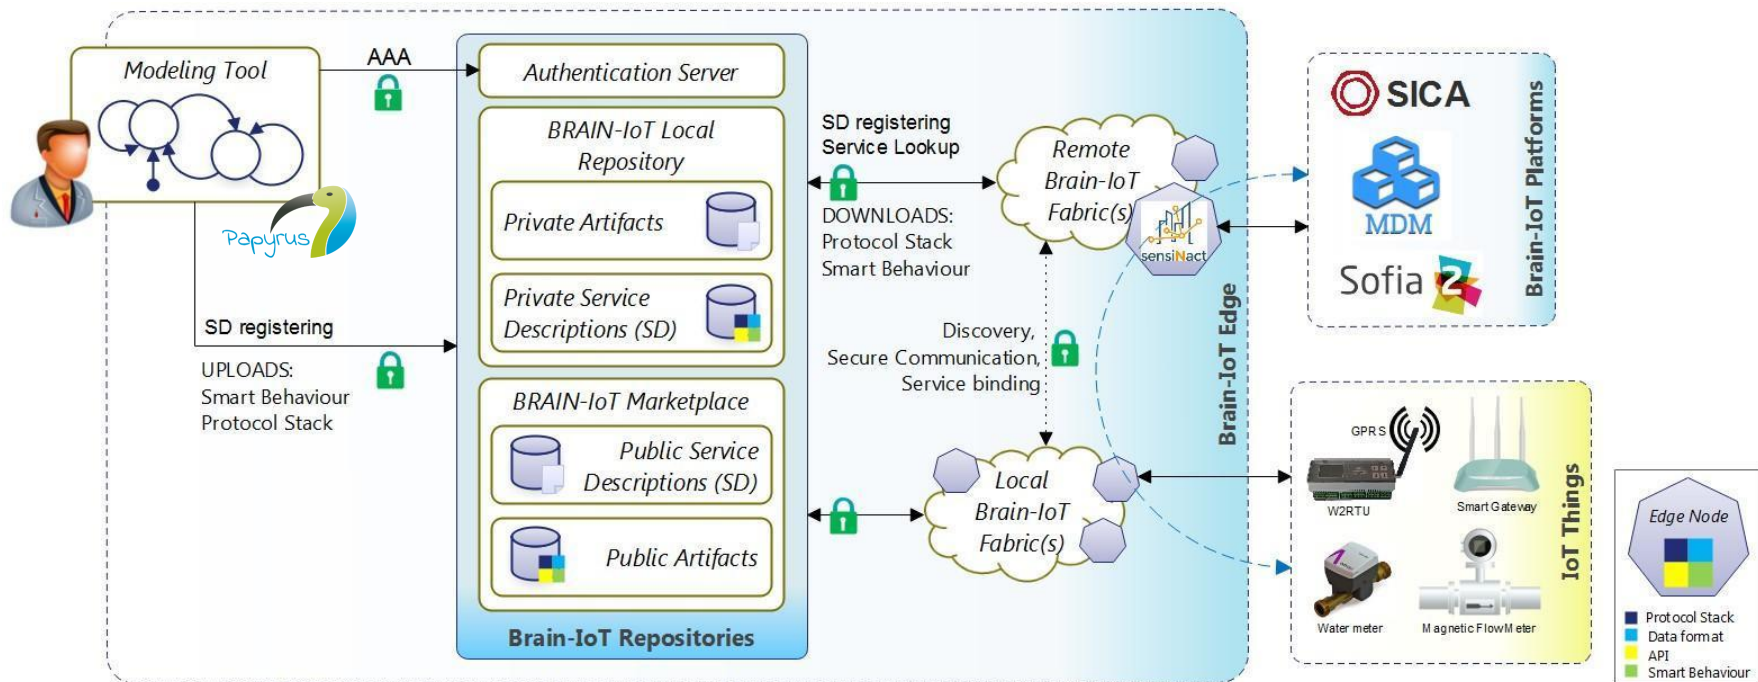 Modeling Tool
Papyrus
AAA
SD registering
UPLOADS:
Smart Behaviour
Protocol Stack
Authentication Server
BRAIN-IoT Local
Repository
Private Artifacts
Private Service
Descriptions (SD)
BRAIN-IoT Marketplace
Public Service
Descriptions (SD)
Public Artifacts
Brain-IoT Repositories
SD registering
Service Lookup
DOWNLOADS:
Protocol Stack
Smart Behaviour
Discovery,
Secure Communication,
Service binding
Remote
Brain-IoT
Fabric(s)
sensiNact
Local
Brain-IoT
Fabric(s)
Brain-IoT Edge
SICA
MDM
Sofia 2
Brain-IoT Platforms
GPRS
W2RTU
Smart Gateway
Water meter
Magnetic FlowMeter
IoT Things
Edge Node
Protocol Stack
Data format
API
Smart Behaviour